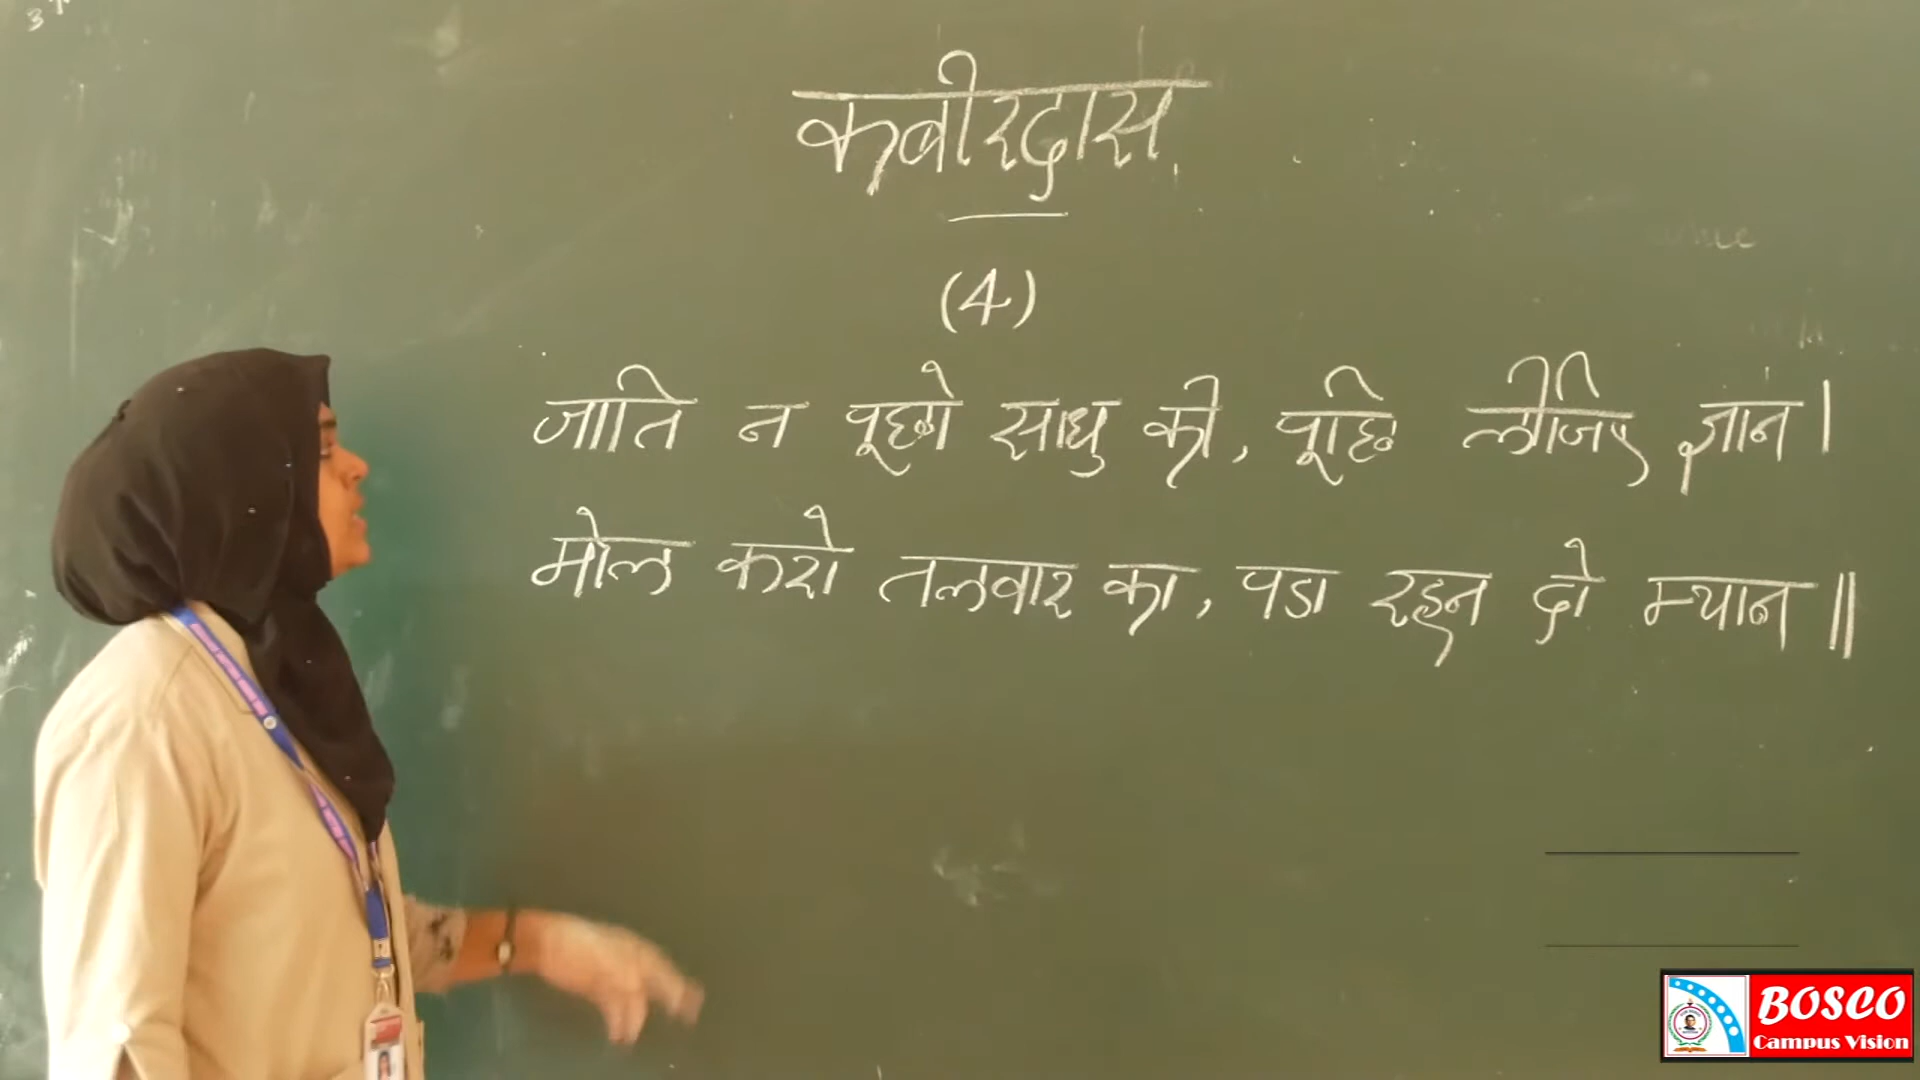 कबीरदास
(4)
जाति न पूछो साधु की, पूछि लीजिए ज्ञान।
मोल करो तलवार का, पडा रहन दो म्यान॥
BOSCO
Campus Vision